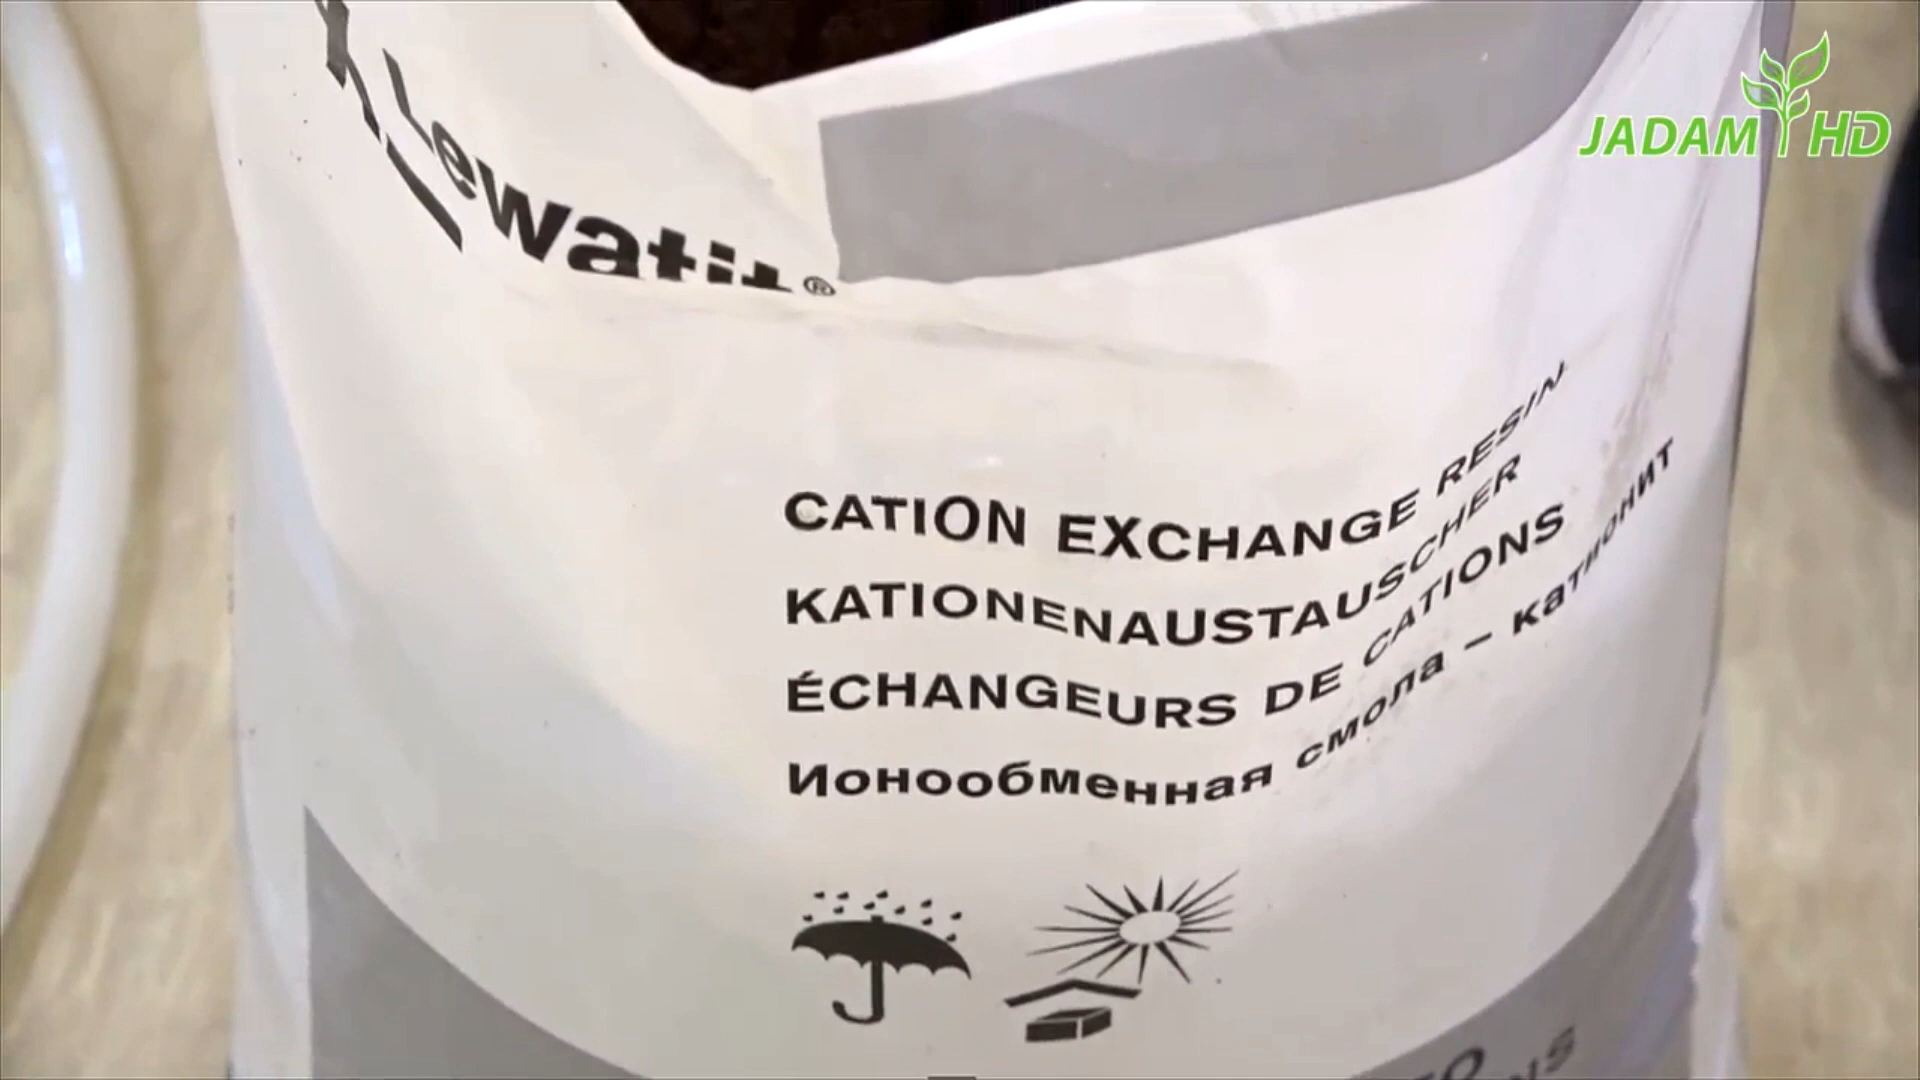 JADAM HD
Lewatit®
CATION EXCHANGE RESIN
KATIONENAUSTAUSCHER
ÉCHANGEURS DE CATIONS
Ионообменная смола – катионит